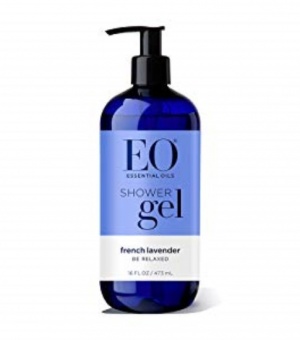 EO®
ESSENTIAL OILS
SHOWER
gel
french lavender
BE RELAXED
16 FL OZ / 473 mL